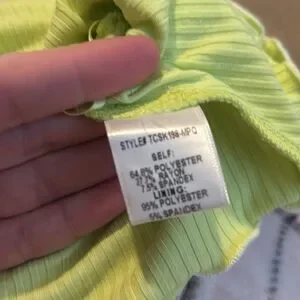 STYLE# TCSK198-MPQ
SELF:
64.8% POLYESTER
27.7% RAYON
7.5% SPANDEX
LINING:
95% POLYESTER
5% SPANDEX